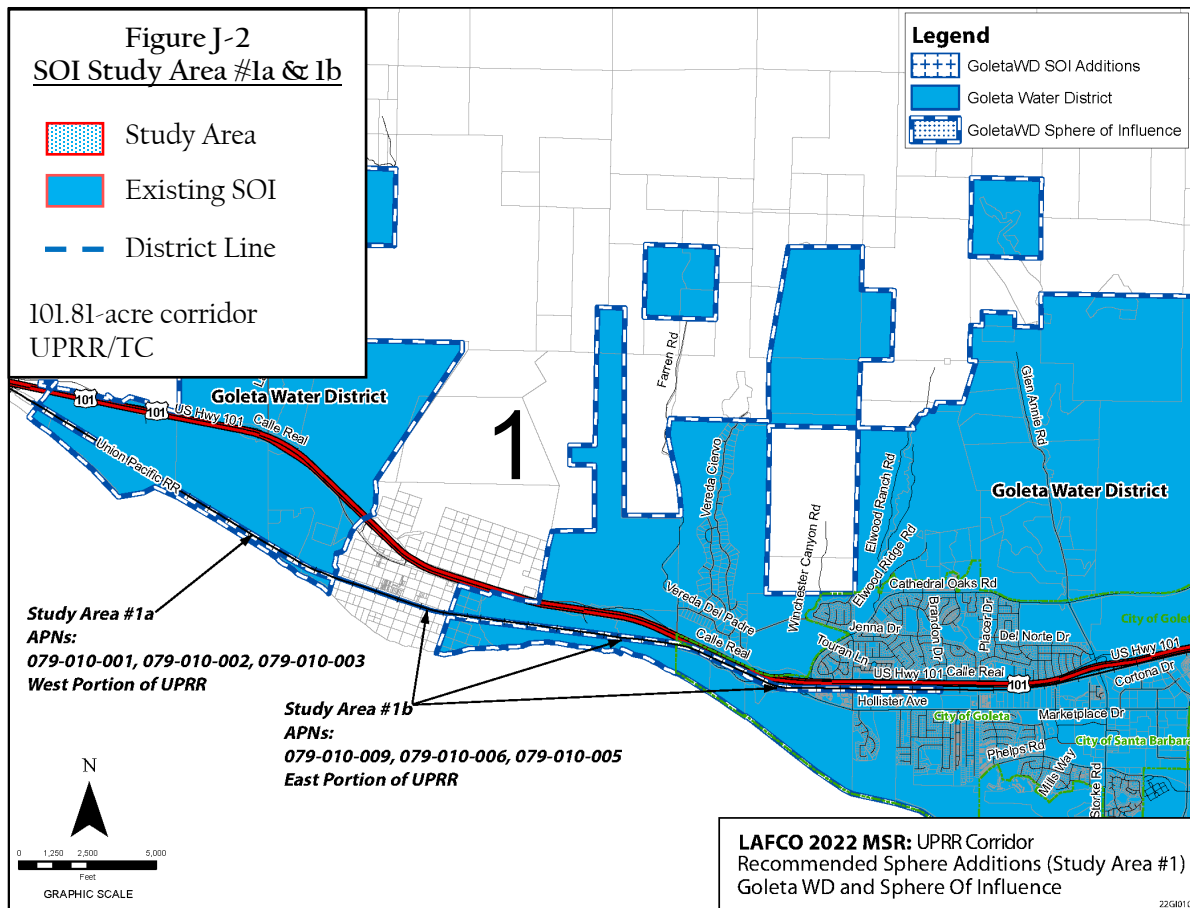 Figure J-2
SOI Study Area #1a & 1b
Study Area
Existing SOI
District Line
101.81-acre corridor
UPRR/TC
Legend
GoletaWD SOI Additions
Goleta Water District
GoletaWD Sphere of Influence
101
101
US Hwy 101
Calle Real
Goleta Water District
Union Pacific RR
1
Farren Rd
Vereda Ciervo
Winchester Canyon Rd
Elwood Ranch Rd
Elwood Ridge Rd
Glen Annie Rd
Goleta Water District
Cathedral Oaks Rd
Vereda Del Padre
Calle Real
Jenna Dr
Brandon Dr
Placer Dr
Del Norte Dr
Touran Ln
US Hwy 101
Calle Real
101
US Hwy 101
Cortona Dr
Hollister Ave
City of Goleta
Marketplace Dr
City of Santa Barbara
Phelps Rd
Mills Way
Storke Rd
Study Area #1a
APNs:
079-010-001, 079-010-002, 079-010-003
West Portion of UPRR
Study Area #1b
APNs:
079-010-009, 079-010-006, 079-010-005
East Portion of UPRR
N
0 1,250 2,500 5,000
Feet
GRAPHIC SCALE
LAFCO 2022 MSR: UPRR Corridor
Recommended Sphere Additions (Study Area #1)
Goleta WD and Sphere Of Influence